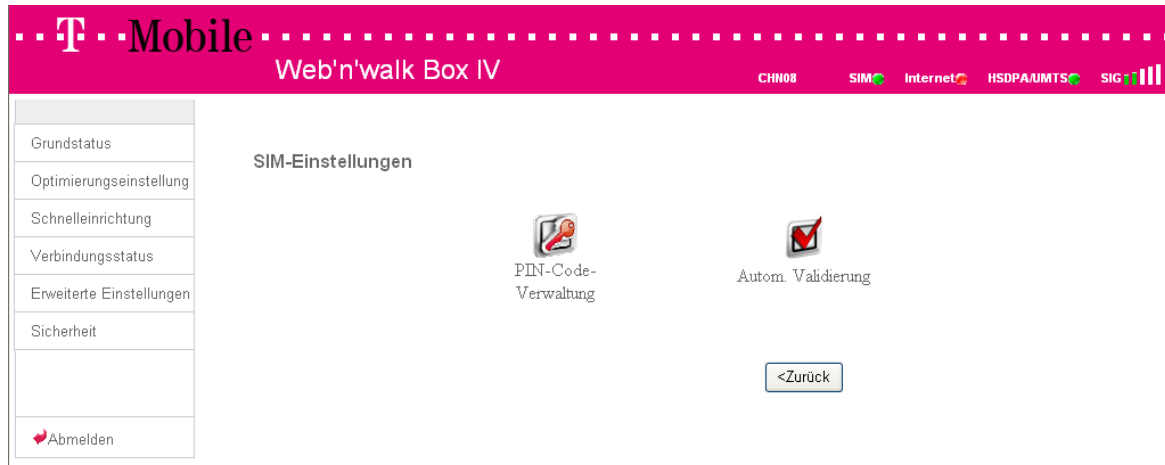 T Mobile
Web'n'walk Box IV
CHN08 SIM Internet HSDPA/UMTS SIG
Grundstatus
Optimierungseinstellung
Schnelleinrichtung
Verbindungsstatus
Erweiterte Einstellungen
Sicherheit
Abmelden
SIM-Einstellungen
PIN-Code-
Verwaltung
Autom. Validierung
<Zurück